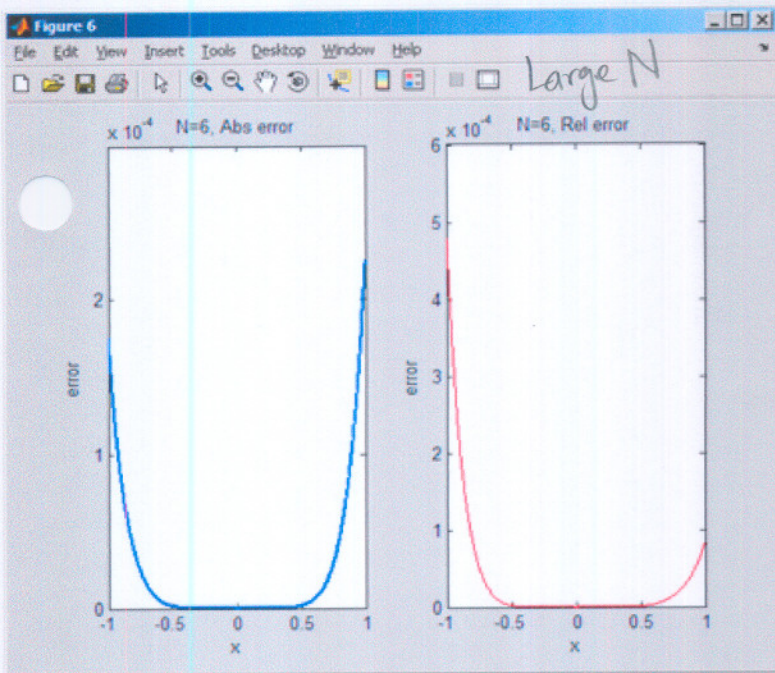 Figure 6
File Edit View Insert Tools Desktop Window Help
Large N
x 10^-4 N=6, Abs error
2
1
0
error
-1 -0.5 0 0.5 1
x
x 10^-4 N=6, Rel error
6
5
4
3
2
1
0
error
-1 -0.5 0 0.5 1
x